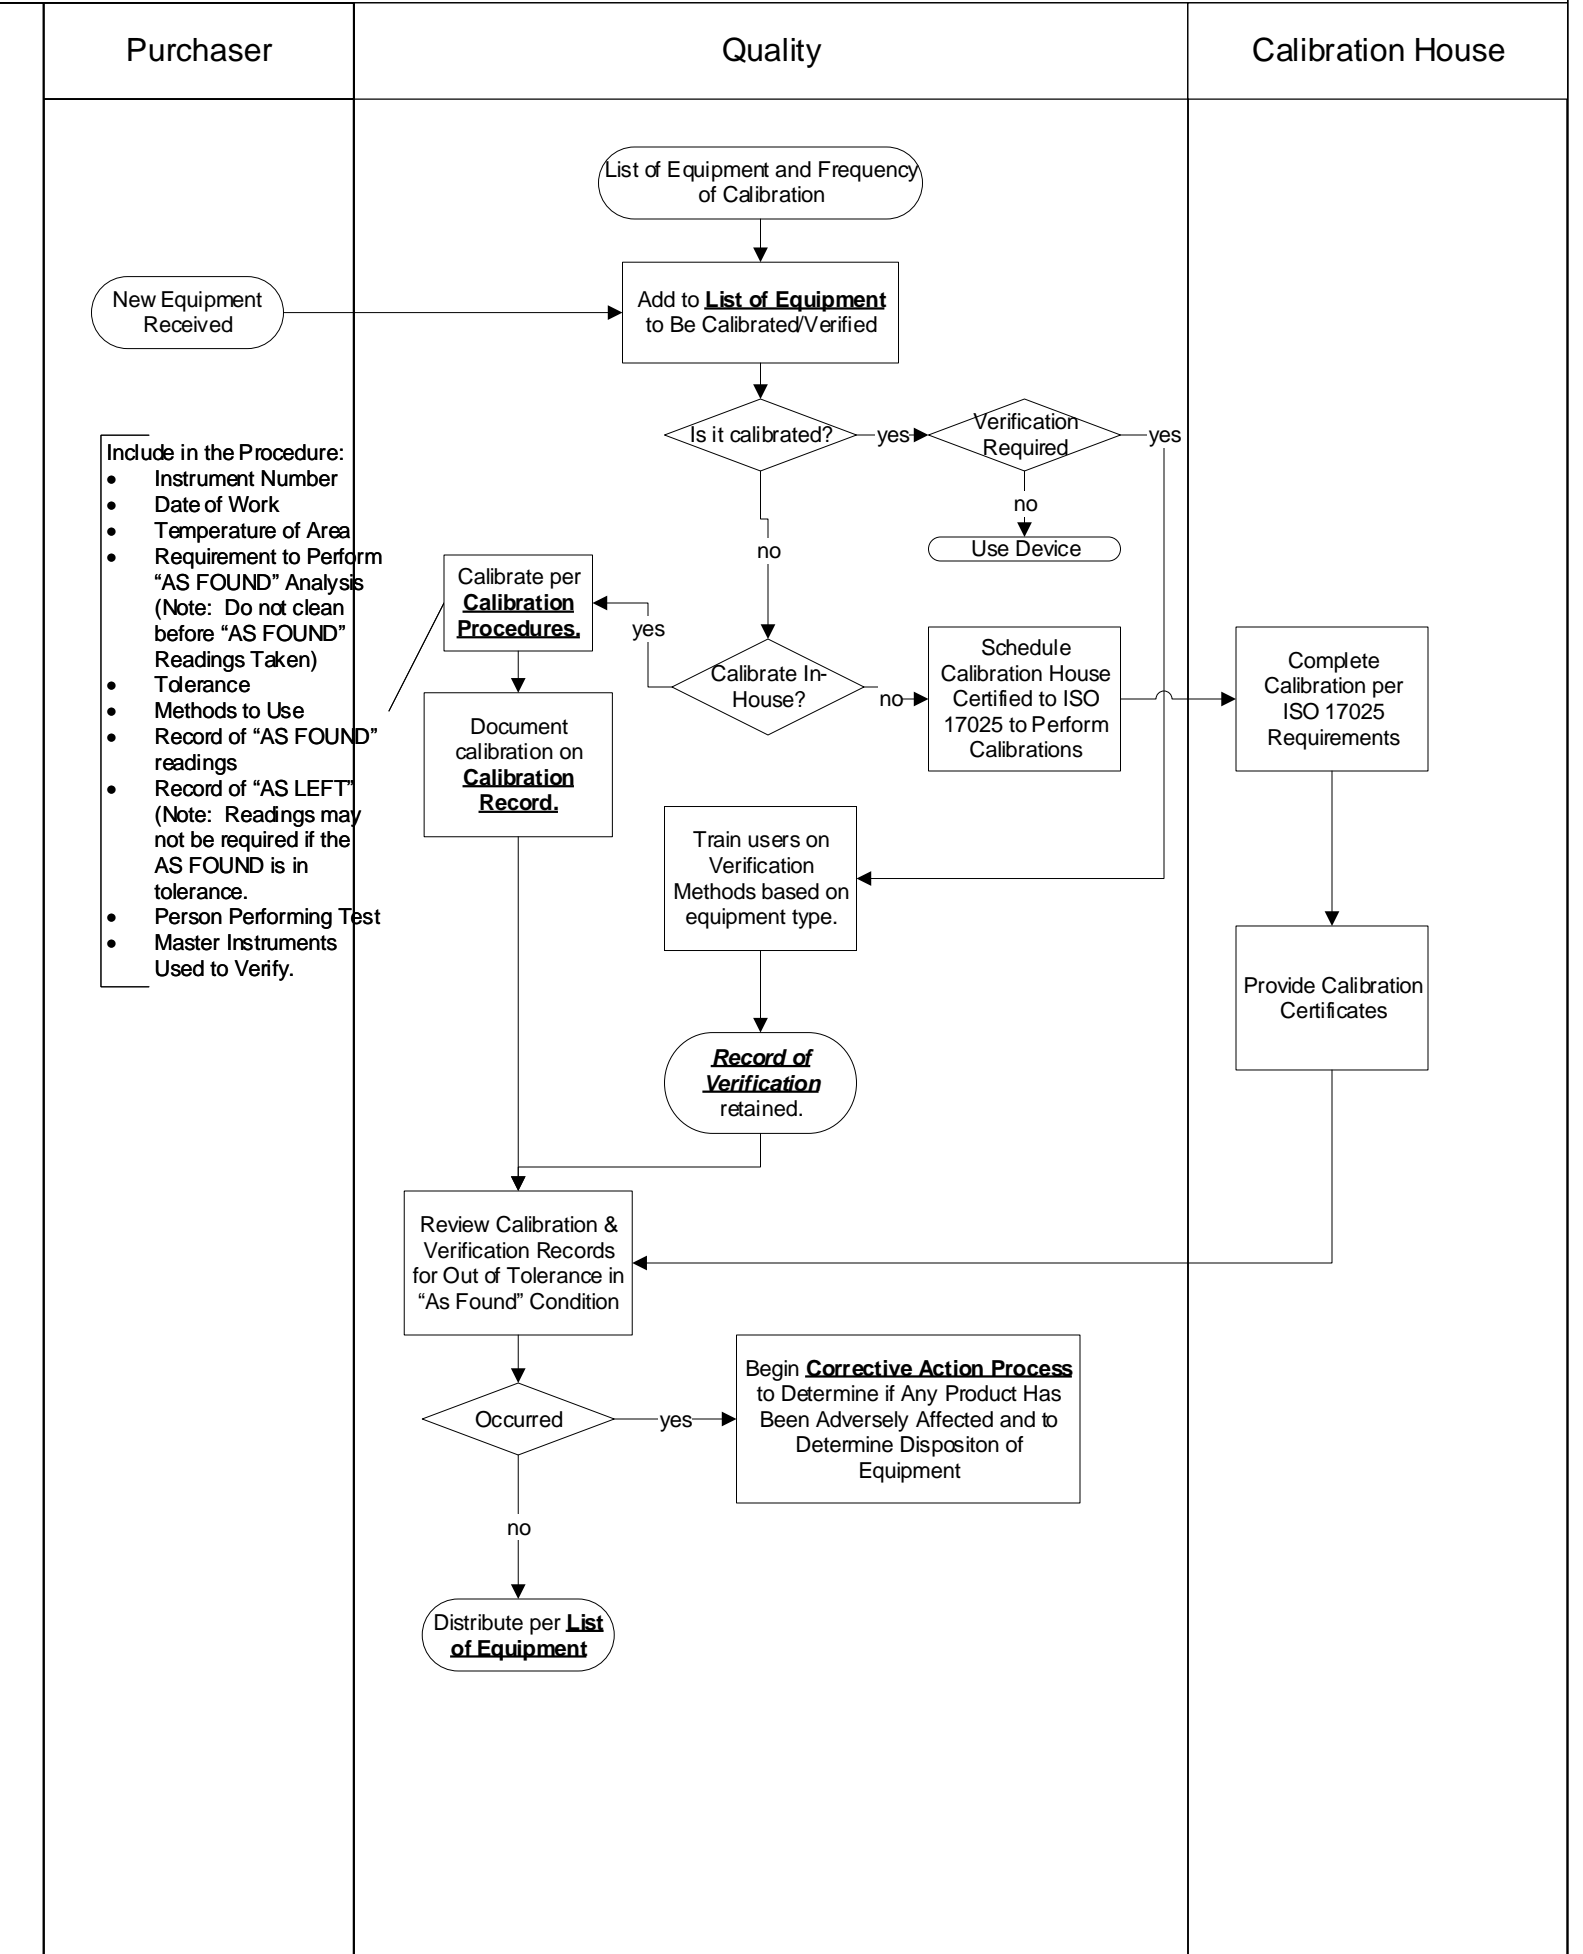 Purchaser
Quality
Calibration House
List of Equipment and Frequency
of Calibration
New Equipment
Received
Add to List of Equipment
to Be Calibrated/Verified
Is it calibrated?
yes
Verification
Required
yes
no
Use Device
no
Include in the Procedure:
• Instrument Number
• Date of Work
• Temperature of Area
• Requirement to Perform
“AS FOUND” Analysis
(Note: Do not clean
before “AS FOUND”
Readings Taken)
• Tolerance
• Methods to Use
• Record of “AS FOUND”
readings
• Record of “AS LEFT”
(Note: Readings may
not be required if the
AS FOUND is in
tolerance.
• Person Performing Test
• Master Instruments
Used to Verify.
Calibrate per
Calibration
Procedures.
yes
Calibrate In-
House?
no
Schedule
Calibration House
Certified to ISO
17025 to Perform
Calibrations
Complete
Calibration per
ISO 17025
Requirements
Document
calibration on
Calibration
Record.
Train users on
Verification
Methods based on
equipment type.
Provide Calibration
Certificates
Record of
Verification
retained.
Review Calibration &
Verification Records
for Out of Tolerance in
“As Found” Condition
Occurred
yes
Begin Corrective Action Process
to Determine if Any Product Has
Been Adversely Affected and to
Determine Dispositon of
Equipment
no
Distribute per List
of Equipment